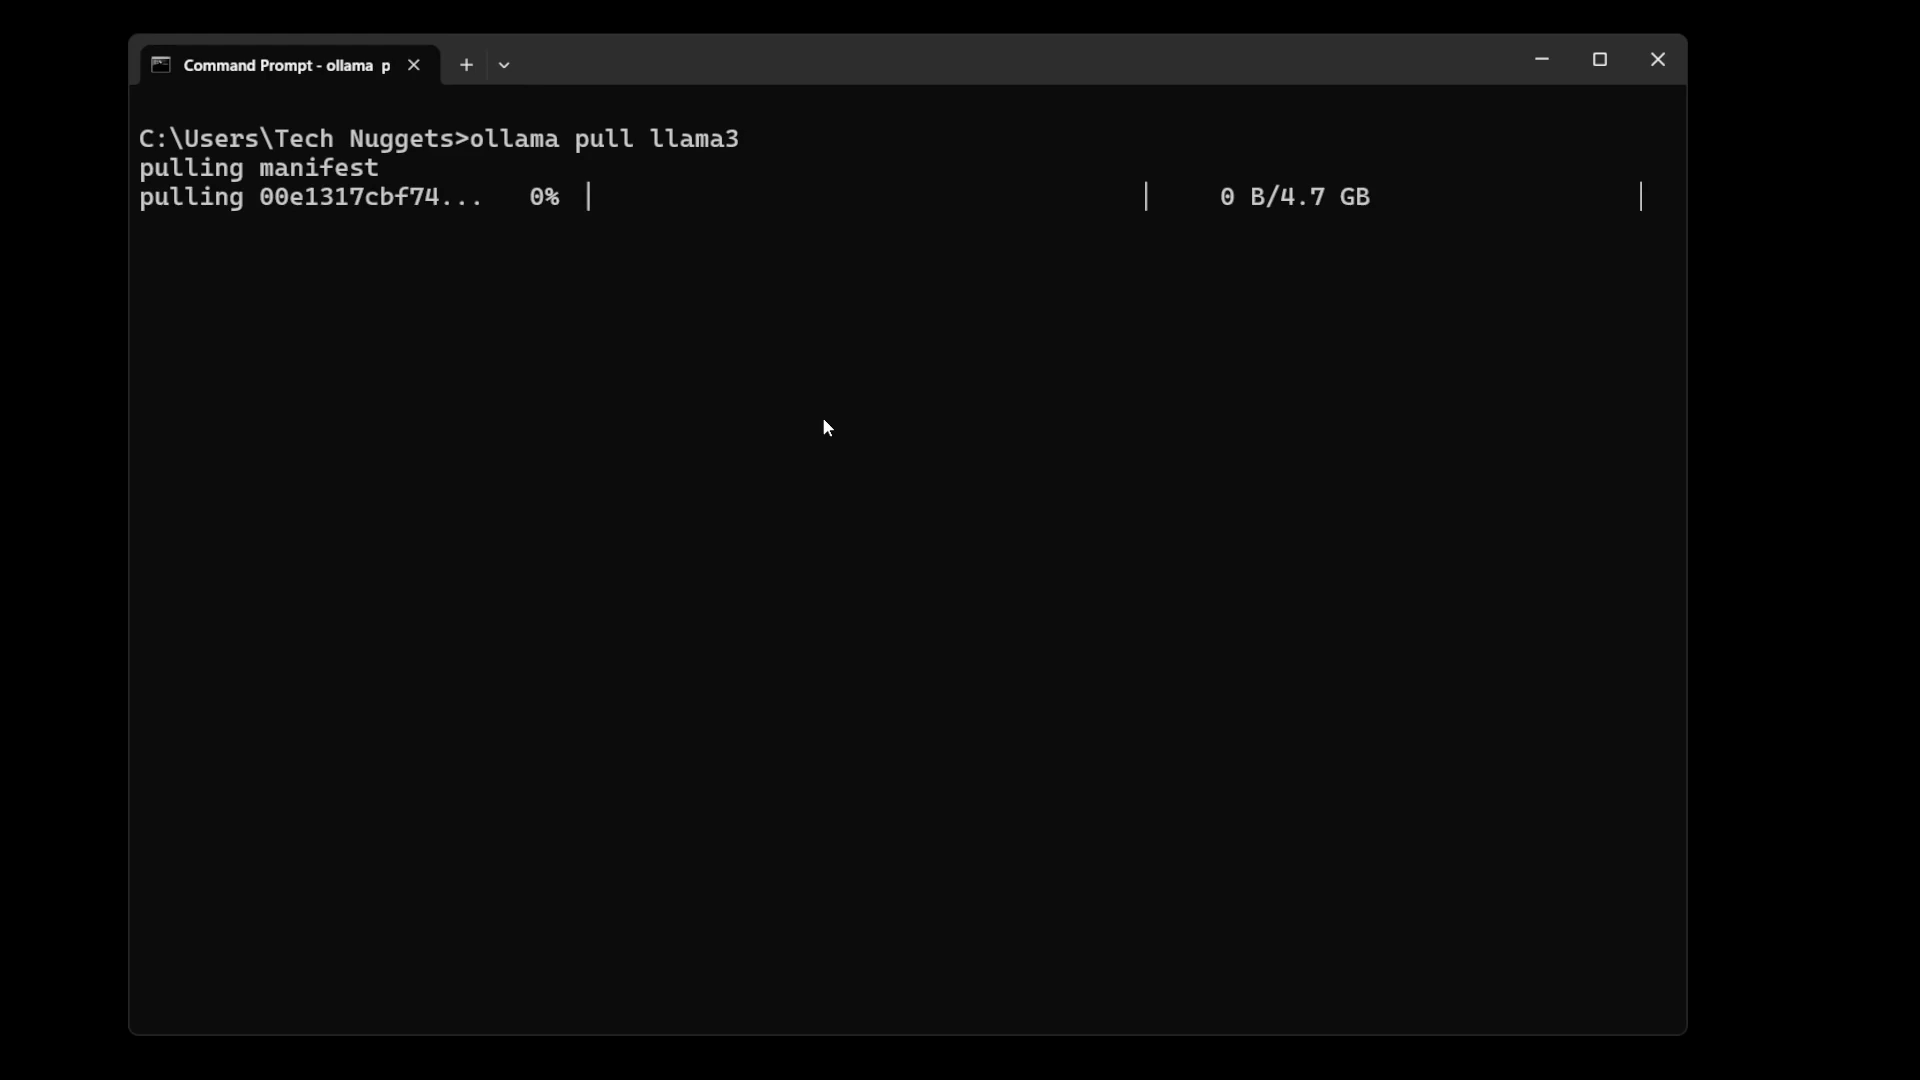 Command Prompt - ollama p
C:\Users\Tech Nuggets>ollama pull llama3
pulling manifest
pulling 00e1317cbf74... 0% | | 0 B/4.7 GB |